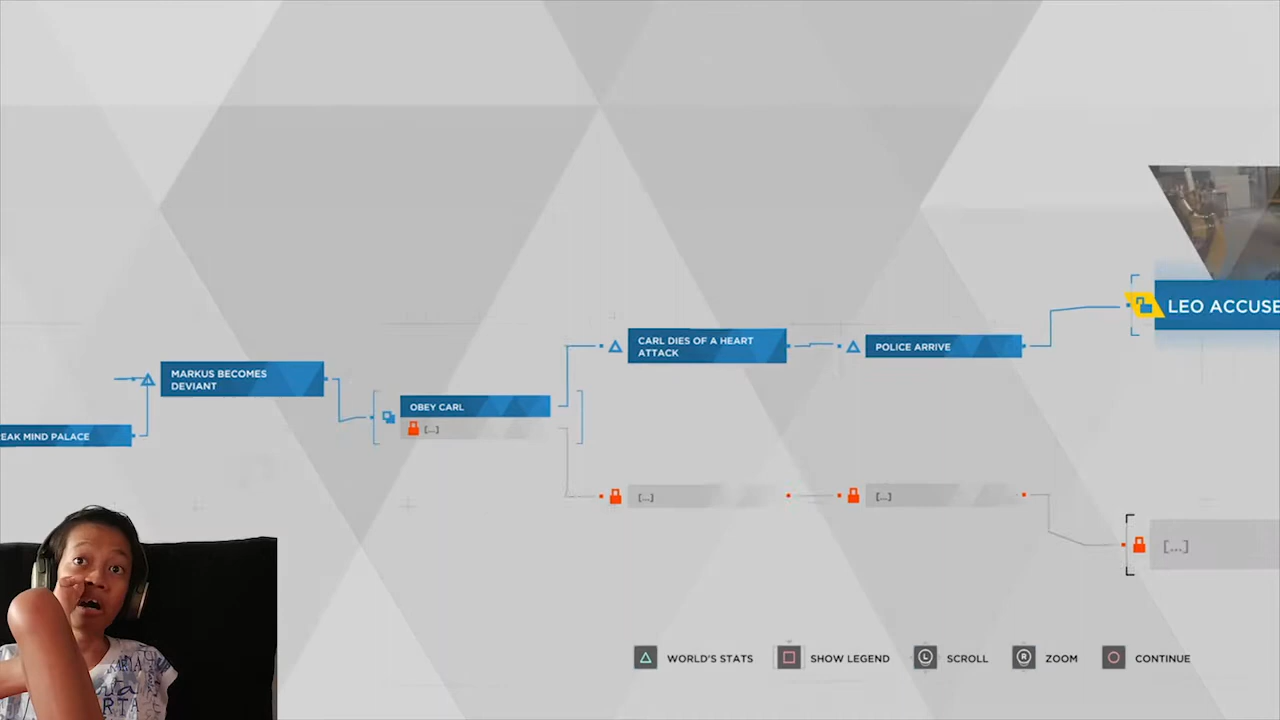 LEO ACCUSE
CARL DIES OF A HEART
ATTACK
POLICE ARRIVE
MARKUS BECOMES
DEVIANT
OBEY CARL
[...]
EAK MIND PALACE
[...]
[...]
[...]
WORLD'S STATS
SHOW LEGEND
L
SCROLL
R
ZOOM
CONTINUE